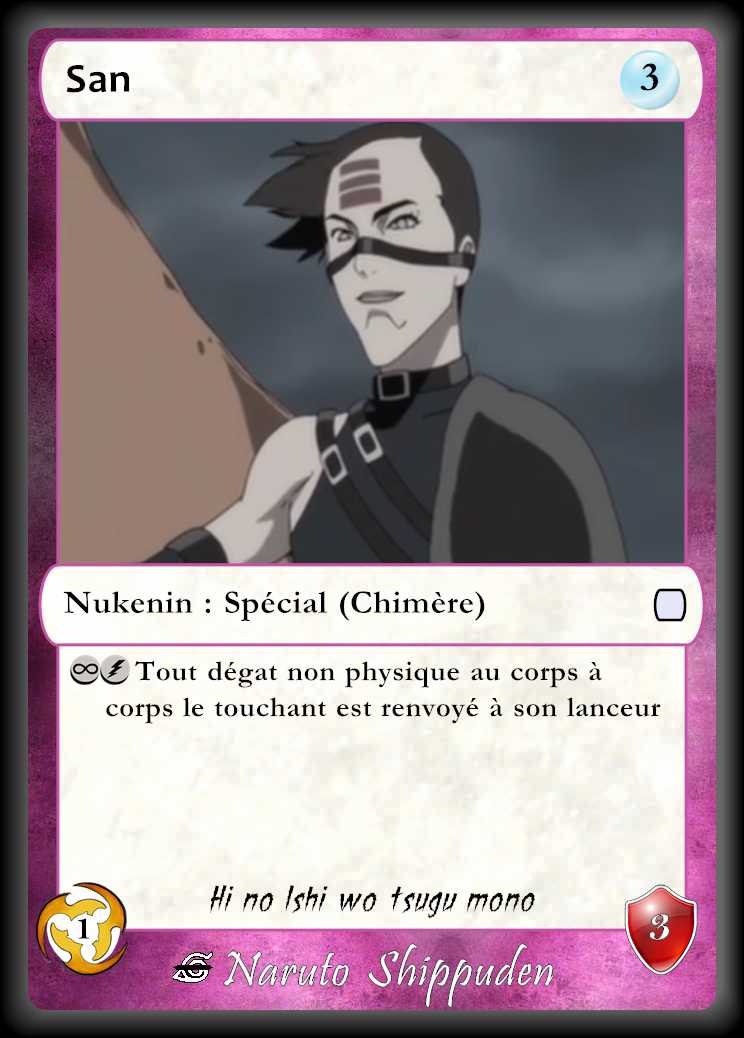 San
3
Nukenin : Spécial (Chimère)
Tout dégat non physique au corps à
corps le touchant est renvoyé à son lanceur
Hi no Ishi wo tsugu mono
1
3
Naruto Shippuden